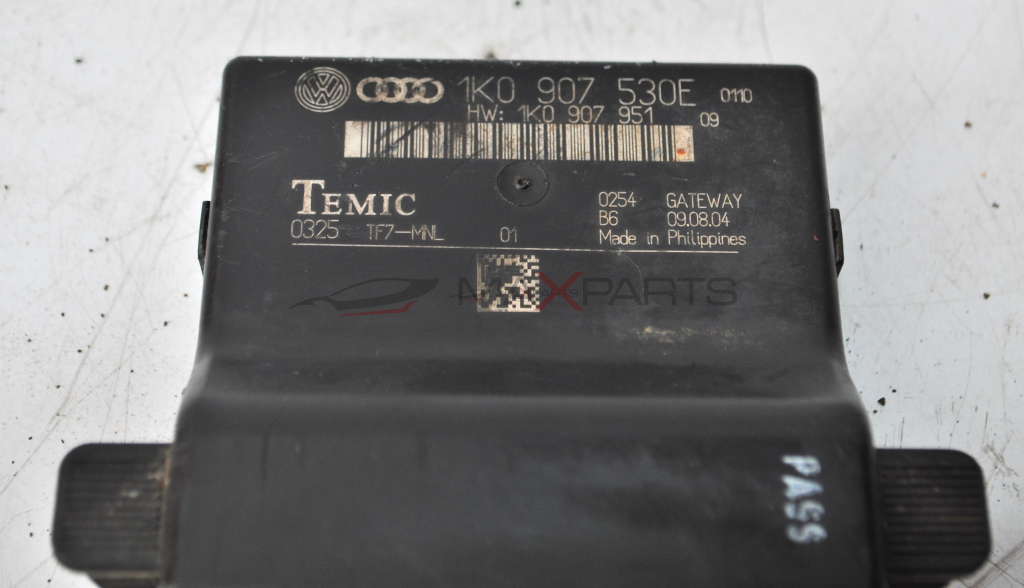 1K0 907 530E 0110
HW: 1K0 907 951 09
TEMIC
0325 TF7-MNL 01
0254 GATEWAY
B6 09.08.04
Made in Philippines
XPARTS
PASS